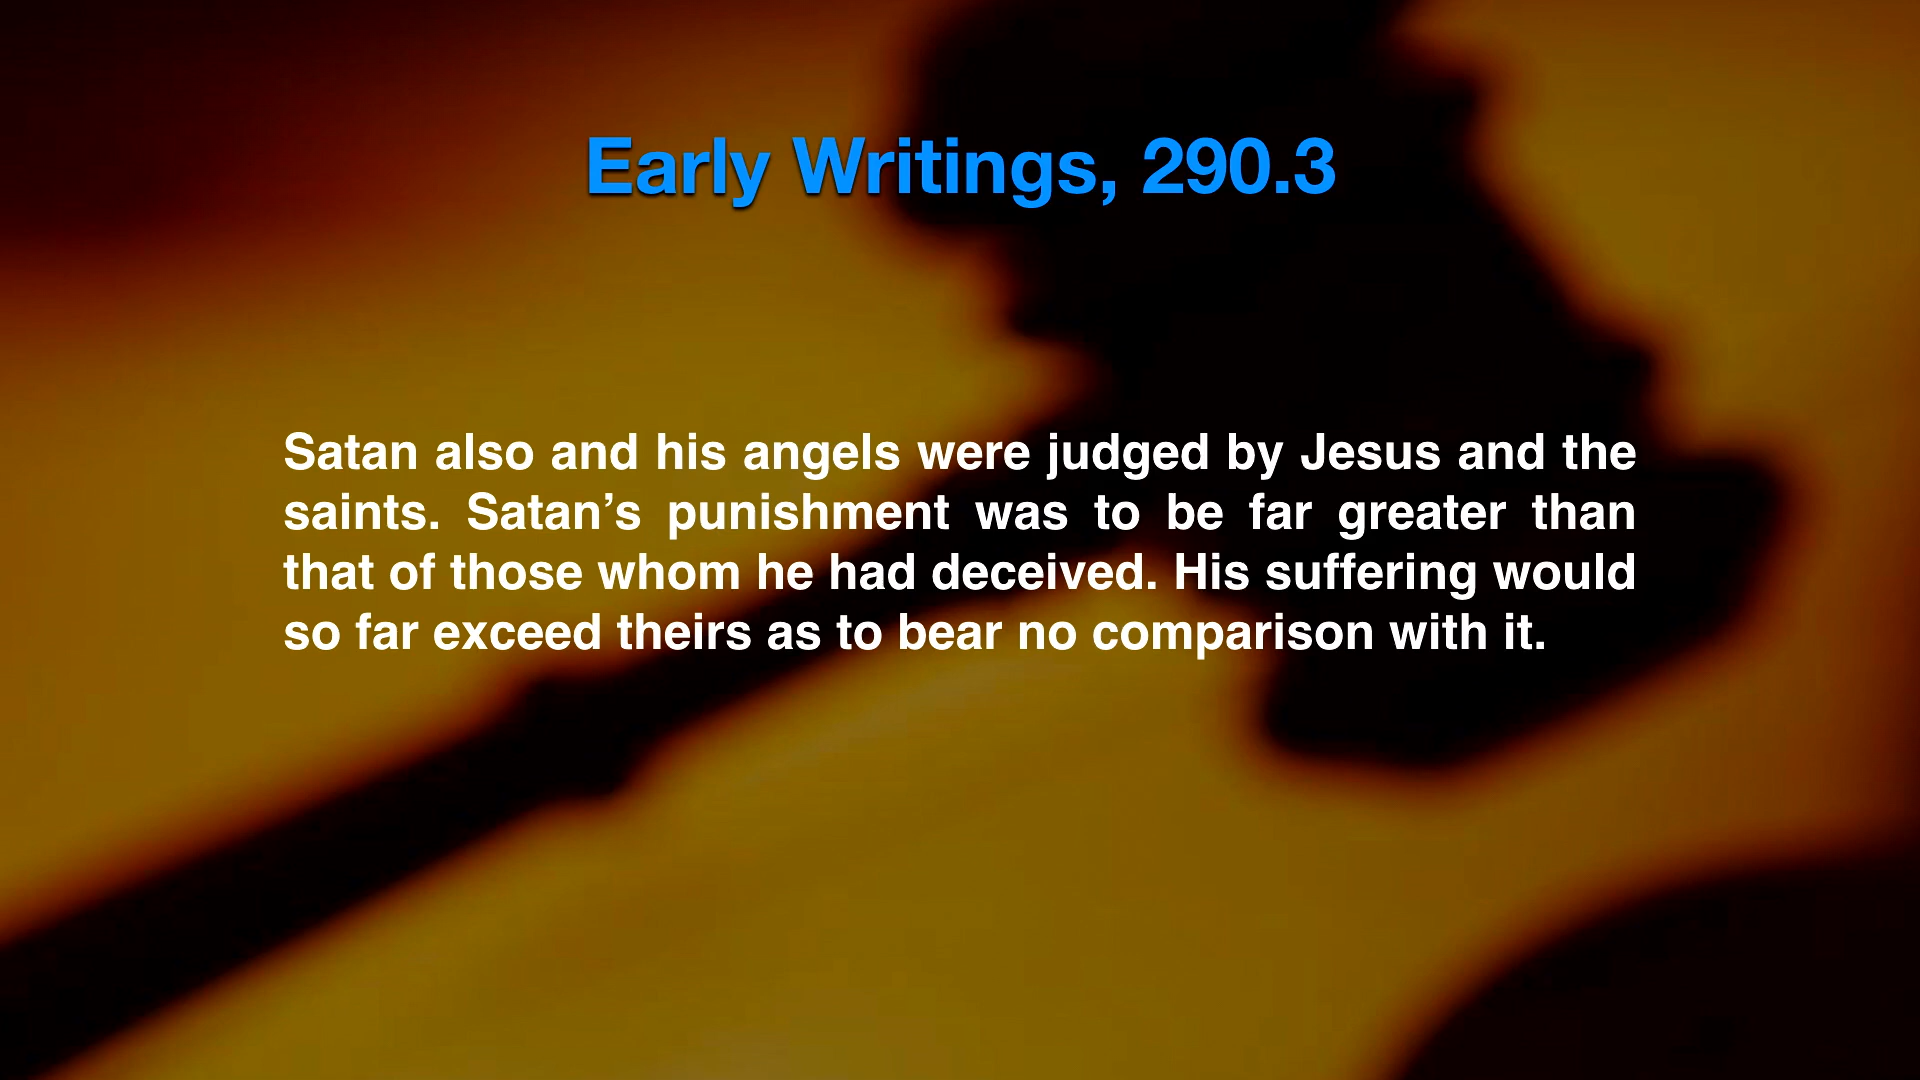 Early Writings, 290.3
Satan also and his angels were judged by Jesus and the
saints. Satan’s punishment was to be far greater than
that of those whom he had deceived. His suffering would
so far exceed theirs as to bear no comparison with it.